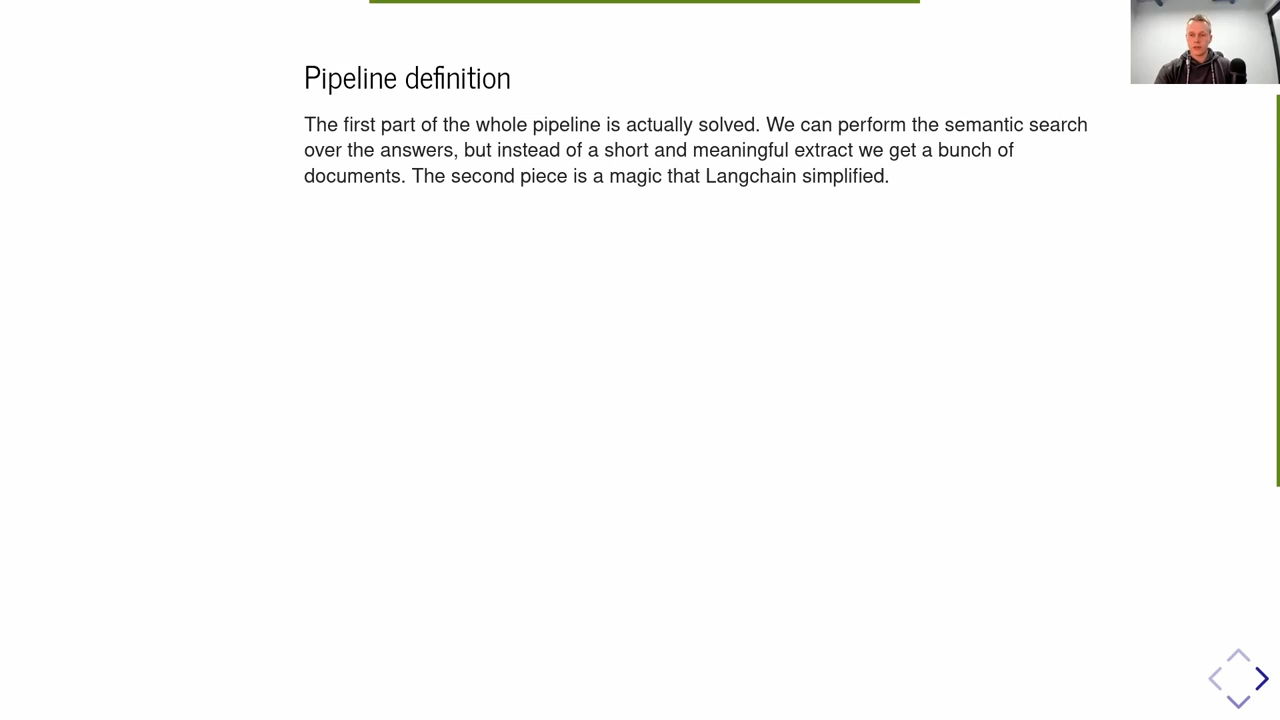 Pipeline definition
The first part of the whole pipeline is actually solved. We can perform the semantic search
over the answers, but instead of a short and meaningful extract we get a bunch of
documents. The second piece is a magic that Langchain simplified.